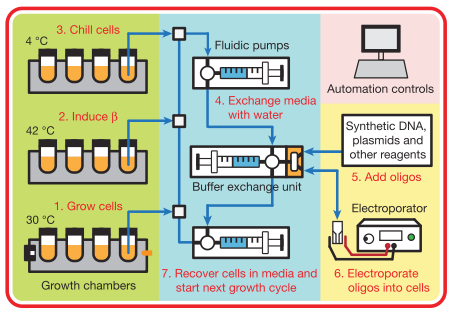 3. Chill cells
4 °C
2. Induce β
42 °C
1. Grow cells
30 °C
Growth chambers
Fluidic pumps
4. Exchange media
with water
Buffer exchange unit
7. Recover cells in media and
start next growth cycle
Automation controls
Synthetic DNA,
plasmids and
other reagents
5. Add oligos
Electroporator
6. Electroporate
oligos into cells